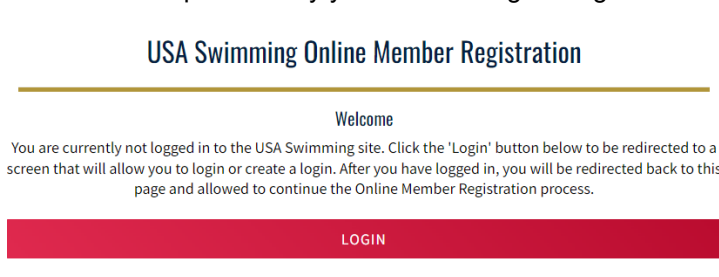 USA Swimming Online Member Registration
Welcome
You are currently not logged in to the USA Swimming site. Click the 'Login' button below to be redirected to a
screen that will allow you to login or create a login. After you have logged in, you will be redirected back to this
page and allowed to continue the Online Member Registration process.
LOGIN